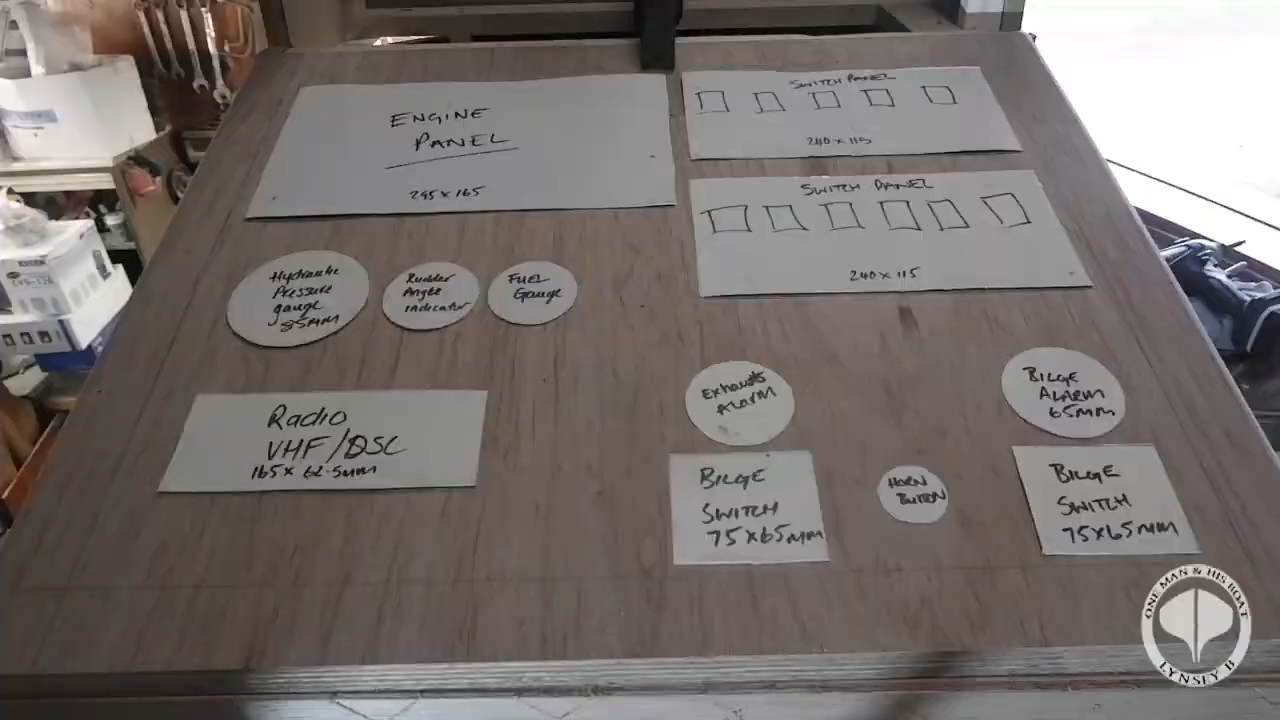 ENGINE
PANEL
295 x 165
SWITCH PANEL
240 x 115
SWITCH PANEL
240 x 115
Hydraulic
Pressure
gauge
85MM
Rudder
Angle
indicator
FUEL
Gauge
Radio
VHF/DSC
165 x 62.5MM
Exhausts
ALARM
BILGE
ALARM
65MM
BILGE
SWITCH
75x65MM
HORN
BUTTON
BILGE
SWITCH
75x65MM
ONE MAN & HIS BOAT
LYNSEY B